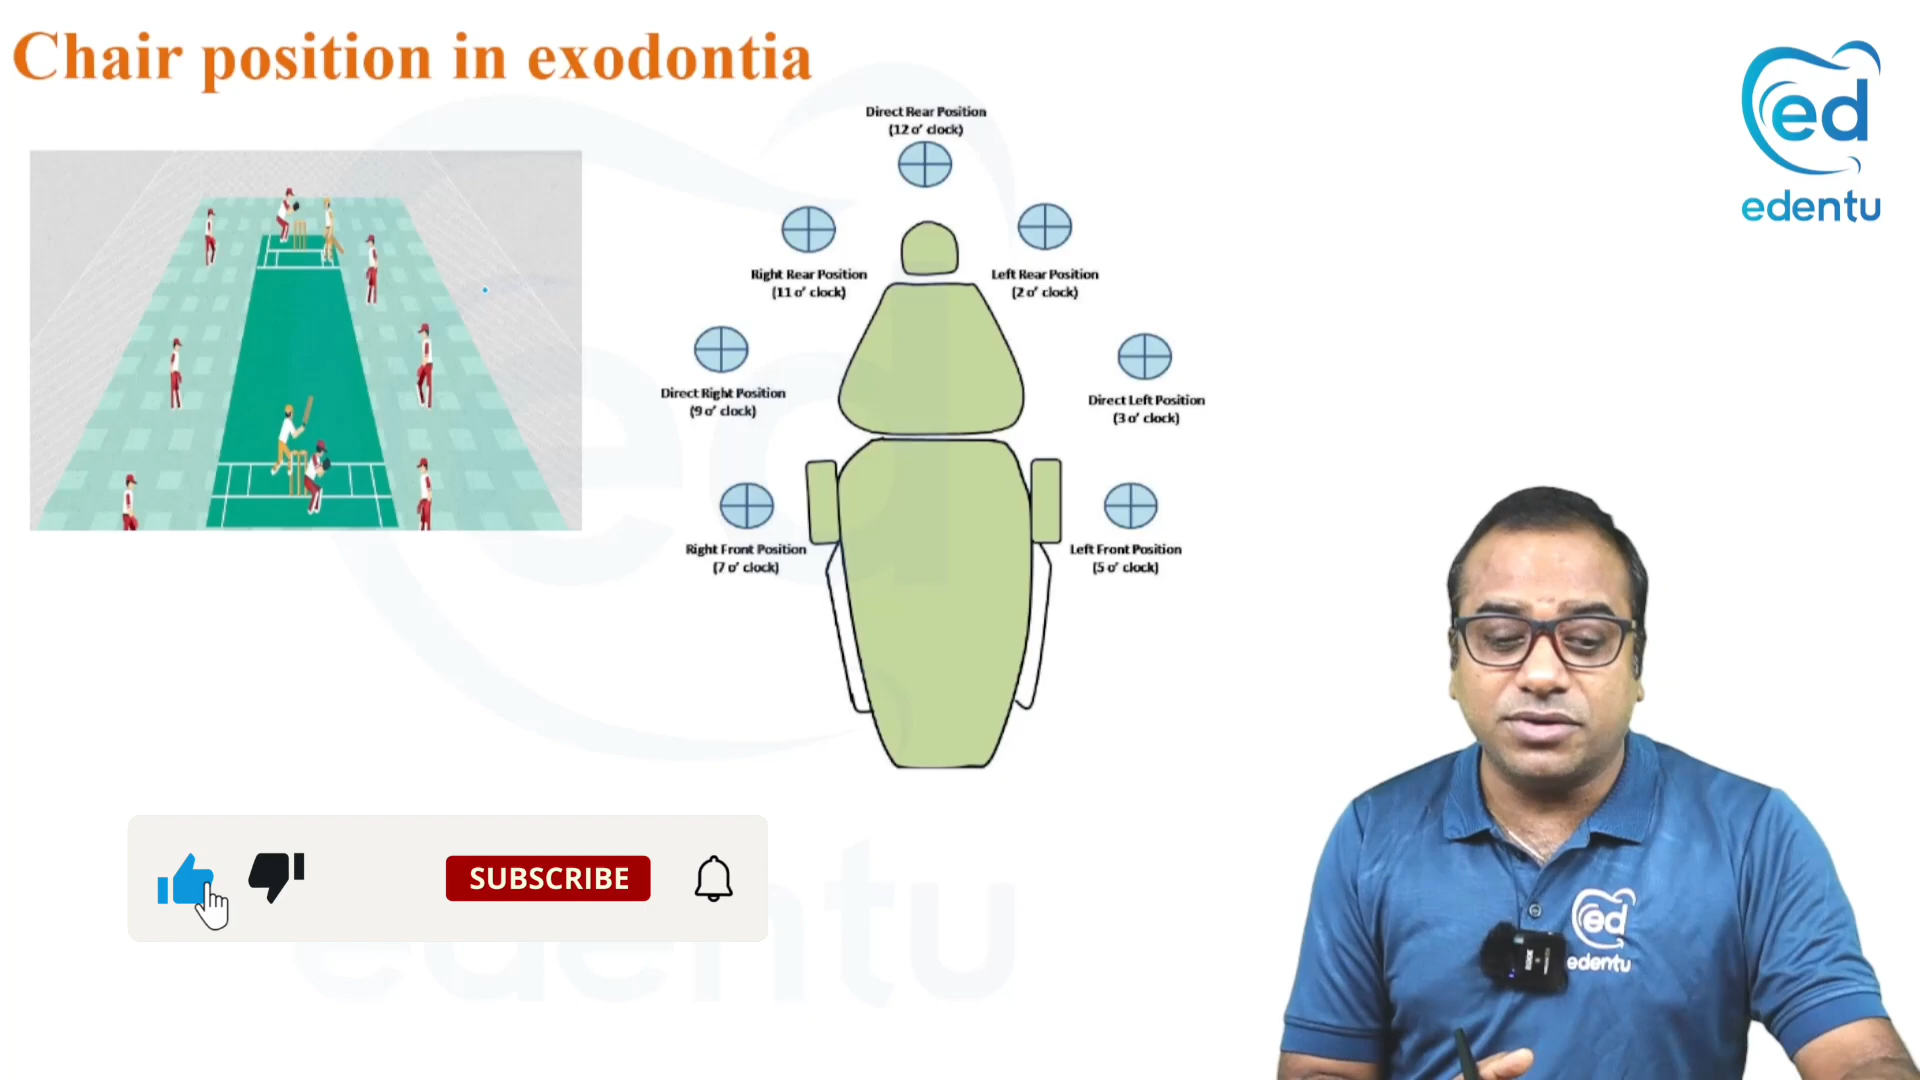 Chair position in exodontia
ed
edentu
Direct Rear Position
(12 o' clock)
Right Rear Position
(11 o' clock)
Left Rear Position
(2 o' clock)
Direct Right Position
(9 o' clock)
Direct Left Position
(3 o' clock)
Right Front Position
(7 o' clock)
Left Front Position
(5 o' clock)
SUBSCRIBE
ed
edentu
ed
edentu